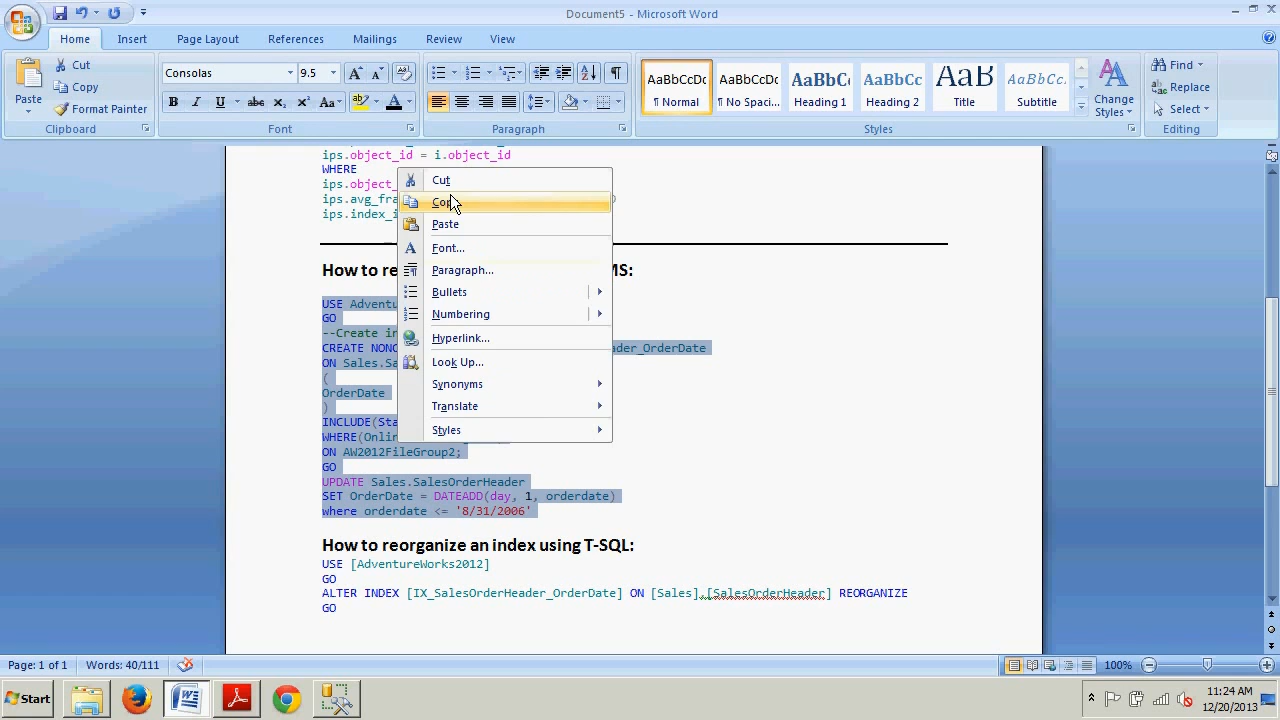 Document5 - Microsoft Word
Home Insert Page Layout References Mailings Review View
Paste
Cut
Copy
Format Painter
Clipboard
Consolas 9.5
Font
Paragraph
AaBbCcDc ¶ Normal
AaBbCcDc ¶ No Spaci...
AaBbC ¶ Heading 1
AaBbCc Heading 2
AaB Title
AaBbCc. Subtitle
Change Styles
Styles
Find
Replace
Select
Editing
ips.object_id = i.object_id
WHERE
ips.object_
ips.avg_fra
ips.index_i
Cut
Copy
Paste
Font...
Paragraph...
Bullets
Numbering
Hyperlink...
Look Up...
Synonyms
Translate
Styles
How to re MS:
USE Adventu
GO
--Create in
CREATE NONC ader_OrderDate
ON Sales.Sa
(
OrderDate
)
INCLUDE(Sta
WHERE(Onlin
ON AW2012FileGroup2;
GO
UPDATE Sales.SalesOrderHeader
SET OrderDate = DATEADD(day, 1, orderdate)
where orderdate <= '8/31/2006'
How to reorganize an index using T-SQL:
USE [AdventureWorks2012]
GO
ALTER INDEX [IX_SalesOrderHeader_OrderDate] ON [Sales].[SalesOrderHeader] REORGANIZE
GO
Page: 1 of 1 Words: 40/111 100%
Start 11:24 AM
12/20/2013